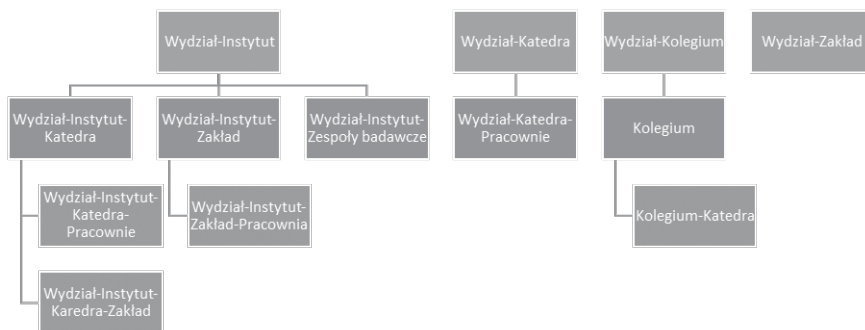 Wydział-Instytut
Wydział-Katedra
Wydział-Kolegium
Wydział-Zakład
Wydział-Instytut-
Katedra
Wydział-Instytut-
Zakład
Wydział-Instytut-
Zespoły badawcze
Wydział-Katedra-
Pracownie
Kolegium
Wydział-Instytut-
Katedra-
Pracownie
Wydział-Instytut-
Zakład-Pracownia
Kolegium-Katedra
Wydział-Instytut-
Karedra-Zakład